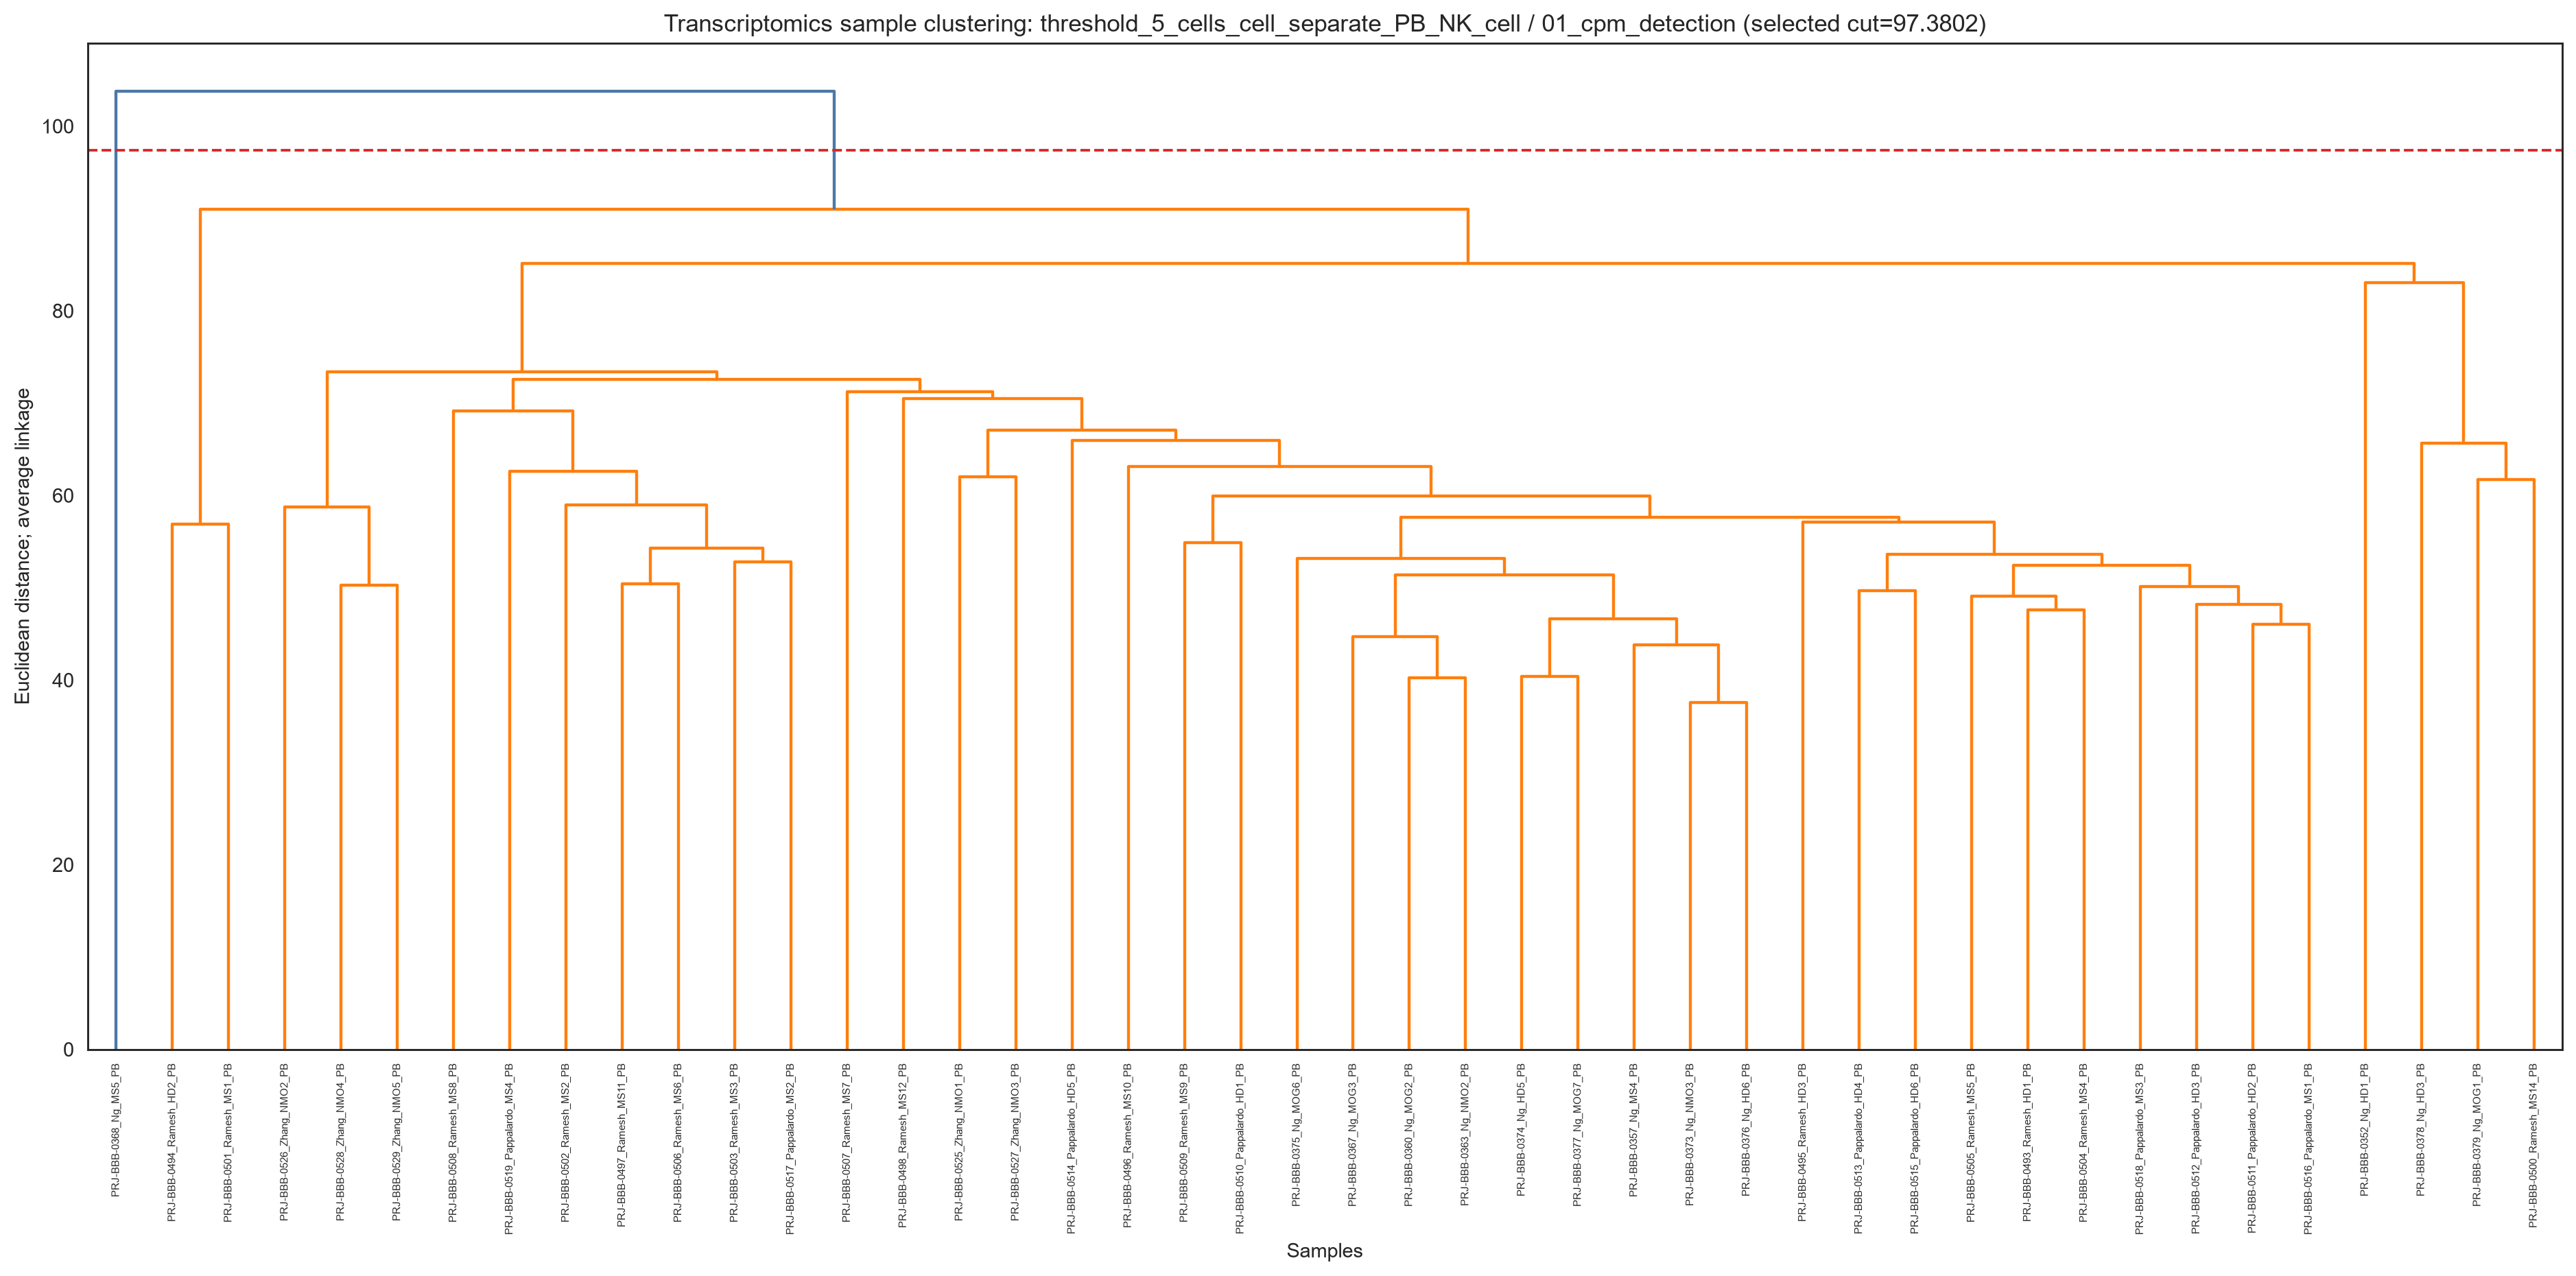 Transcriptomics sample clustering: threshold_5_cells_cell_separate_PB_NK_cell / 01_cpm_detection (selected cut=97.3802)
Euclidean distance; average linkage
100
80
60
40
20
0
PRJ-BBB-0368_Ng_MS5_PB
PRJ-BBB-0494_Ramesh_HD2_PB
PRJ-BBB-0501_Ramesh_MS1_PB
PRJ-BBB-0526_Zhang_NMO2_PB
PRJ-BBB-0528_Zhang_NMO4_PB
PRJ-BBB-0529_Zhang_NMO5_PB
PRJ-BBB-0508_Ramesh_MS8_PB
PRJ-BBB-0519_Pappalardo_MS4_PB
PRJ-BBB-0502_Ramesh_MS2_PB
PRJ-BBB-0497_Ramesh_MS11_PB
PRJ-BBB-0506_Ramesh_MS6_PB
PRJ-BBB-0503_Ramesh_MS3_PB
PRJ-BBB-0517_Pappalardo_MS2_PB
PRJ-BBB-0507_Ramesh_MS7_PB
PRJ-BBB-0498_Ramesh_MS12_PB
PRJ-BBB-0525_Zhang_NMO1_PB
PRJ-BBB-0527_Zhang_NMO3_PB
PRJ-BBB-0514_Pappalardo_HD5_PB
PRJ-BBB-0496_Ramesh_MS10_PB
PRJ-BBB-0509_Ramesh_MS9_PB
PRJ-BBB-0510_Pappalardo_HD1_PB
PRJ-BBB-0375_Ng_MOG6_PB
PRJ-BBB-0367_Ng_MOG3_PB
PRJ-BBB-0360_Ng_MOG2_PB
PRJ-BBB-0363_Ng_NMO2_PB
PRJ-BBB-0374_Ng_HD5_PB
PRJ-BBB-0377_Ng_MOG7_PB
PRJ-BBB-0357_Ng_MS4_PB
PRJ-BBB-0373_Ng_NMO3_PB
PRJ-BBB-0376_Ng_HD6_PB
PRJ-BBB-0495_Ramesh_HD3_PB
PRJ-BBB-0513_Pappalardo_HD4_PB
PRJ-BBB-0515_Pappalardo_HD6_PB
PRJ-BBB-0505_Ramesh_MS5_PB
PRJ-BBB-0493_Ramesh_HD1_PB
PRJ-BBB-0504_Ramesh_MS4_PB
PRJ-BBB-0518_Pappalardo_MS3_PB
PRJ-BBB-0512_Pappalardo_HD3_PB
PRJ-BBB-0511_Pappalardo_HD2_PB
PRJ-BBB-0516_Pappalardo_MS1_PB
PRJ-BBB-0352_Ng_HD1_PB
PRJ-BBB-0378_Ng_HD3_PB
PRJ-BBB-0379_Ng_MOG1_PB
PRJ-BBB-0500_Ramesh_MS14_PB
Samples